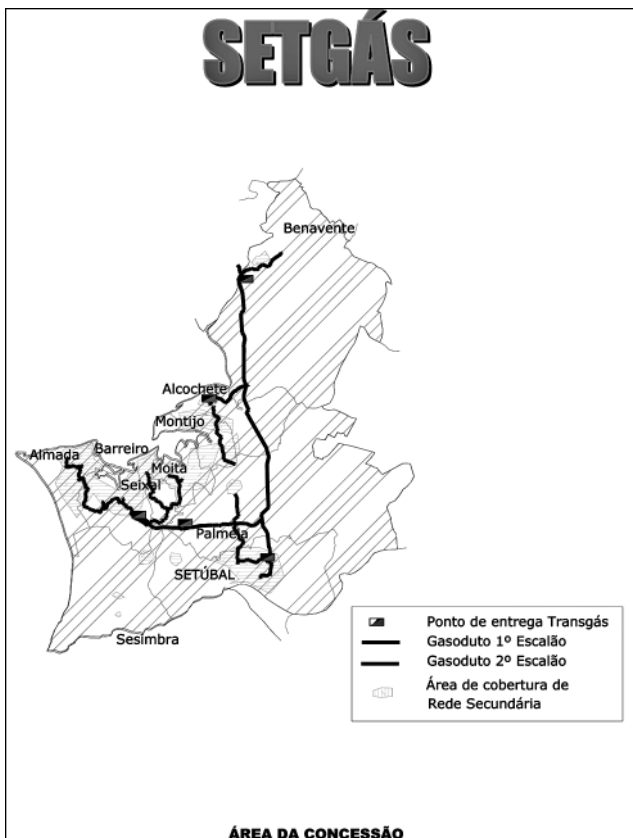 SETGÁS
Benavente
Alcochete
Montijo
Almada
Barreiro
Moita
Seixal
Palmela
SETÚBAL
Sesimbra
Ponto de entrega Transgás
Gasoduto 1º Escalão
Gasoduto 2º Escalão
Área de cobertura de
Rede Secundária
ÁREA DA CONCESSÃO